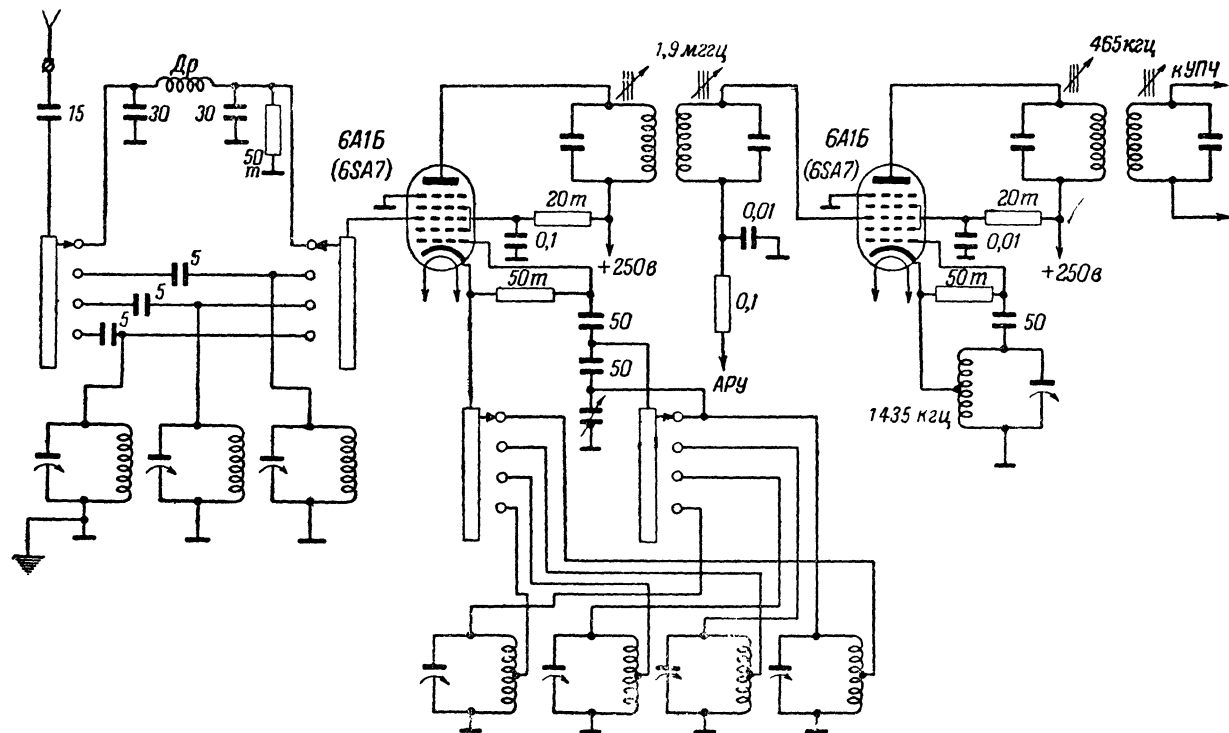 Др
15
30
30
50
т
5
5
5
6А1Б
(6SA7)
1,9 мггц
20т
0,1
+250в
50т
50
50
0,01
0,1
АРУ
6А1Б
(6SA7)
465кгц
кУПЧ
20т
0,01
+250в
50т
50
1435 кгц